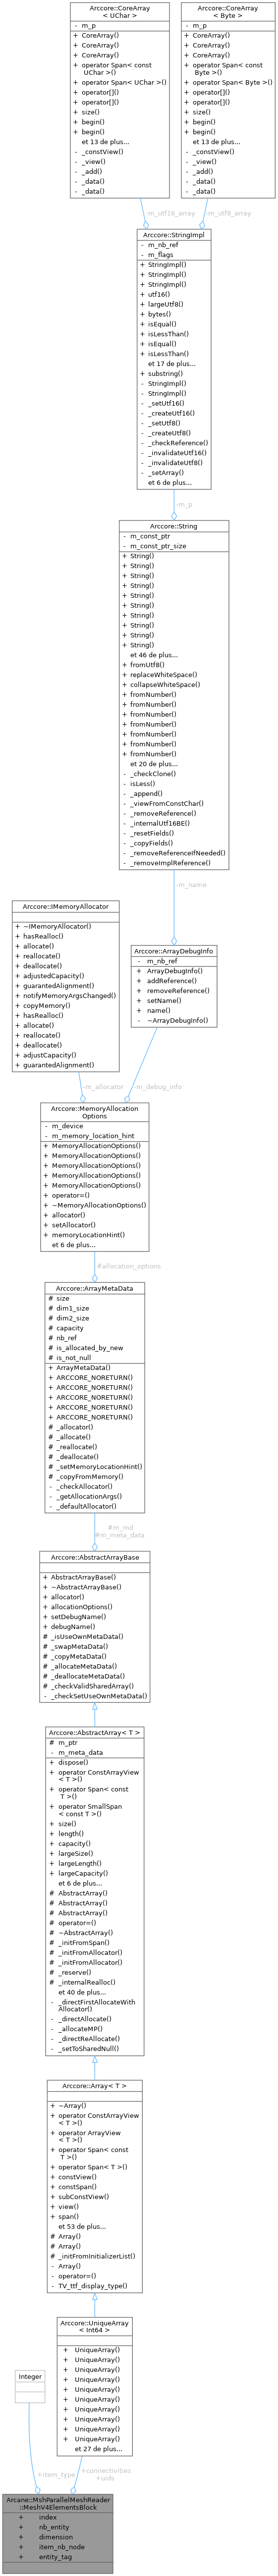 Arccore::CoreArray
< UChar >
- m_p
+ CoreArray()
+ CoreArray()
+ CoreArray()
+ operator Span< const
UChar >()
+ operator Span< UChar >()
+ operator[]()
+ operator[]()
+ size()
+ begin()
+ begin()
et 13 de plus...
- _constView()
- _view()
- _add()
- _data()
- _data()
Arccore::CoreArray
< Byte >
- m_p
+ CoreArray()
+ CoreArray()
+ CoreArray()
+ operator Span< const
Byte >()
+ operator Span< Byte >()
+ operator[]()
+ operator[]()
+ size()
+ begin()
+ begin()
et 13 de plus...
- _constView()
- _view()
- _add()
- _data()
- _data()
-m_utf16_array
-m_utf8_array
Arccore::StringImpl
- m_nb_ref
- m_flags
+ StringImpl()
+ StringImpl()
+ StringImpl()
+ utf16()
+ largeUtf8()
+ bytes()
+ isEqual()
+ isLessThan()
+ isEqual()
+ isLessThan()
et 17 de plus...
+ substring()
- StringImpl()
- StringImpl()
- _setUtf16()
- _createUtf16()
- _setUtf8()
- _createUtf8()
- _checkReference()
- _invalidateUtf16()
- _invalidateUtf8()
- _setArray()
et 6 de plus...
-m_p
Arccore::String
- m_const_ptr
- m_const_ptr_size
+ String()
+ String()
+ String()
+ String()
+ String()
+ String()
+ String()
+ String()
+ String()
+ String()
et 46 de plus...
+ fromUtf8()
+ replaceWhiteSpace()
+ collapseWhiteSpace()
+ fromNumber()
+ fromNumber()
+ fromNumber()
+ fromNumber()
+ fromNumber()
+ fromNumber()
+ fromNumber()
et 20 de plus...
- _checkClone()
- isLess()
- _append()
- _viewFromConstChar()
- _removeReference()
- _internalUtf16BE()
- _resetFields()
- _copyFields()
- _removeReferenceIfNeeded()
- _removeImplReference()
-m_name
Arccore::IMemoryAllocator
+ ~IMemoryAllocator()
+ hasRealloc()
+ allocate()
+ reallocate()
+ deallocate()
+ adjustedCapacity()
+ guarantedAlignment()
+ notifyMemoryArgsChanged()
+ copyMemory()
+ hasRealloc()
+ allocate()
+ reallocate()
+ deallocate()
+ adjustCapacity()
+ guarantedAlignment()
Arccore::ArrayDebugInfo
- m_nb_ref
+ ArrayDebugInfo()
+ addReference()
+ removeReference()
+ setName()
+ name()
- ~ArrayDebugInfo()
-m_allocator
-m_debug_info
Arccore::MemoryAllocation
Options
- m_device
- m_memory_location_hint
+ MemoryAllocationOptions()
+ MemoryAllocationOptions()
+ MemoryAllocationOptions()
+ MemoryAllocationOptions()
+ MemoryAllocationOptions()
+ operator=()
+ ~MemoryAllocationOptions()
+ allocator()
+ setAllocator()
+ memoryLocationHint()
et 6 de plus...
#allocation_options
Arccore::ArrayMetaData
# size
# dim1_size
# dim2_size
# capacity
# nb_ref
# is_allocated_by_new
# is_not_null
+ ArrayMetaData()
+ ARCCORE_NORETURN()
+ ARCCORE_NORETURN()
+ ARCCORE_NORETURN()
+ ARCCORE_NORETURN()
+ ARCCORE_NORETURN()
# _allocator()
# _allocate()
# _reallocate()
# _deallocate()
# _setMemoryLocationHint()
# _copyFromMemory()
- _checkAllocator()
- _getAllocationArgs()
- _defaultAllocator()
#m_md
#m_meta_data
Arccore::AbstractArrayBase
+ AbstractArrayBase()
+ ~AbstractArrayBase()
+ allocator()
+ allocationOptions()
+ setDebugName()
+ debugName()
# _isUseOwnMetaData()
# _swapMetaData()
# _copyMetaData()
# _allocateMetaData()
# _deallocateMetaData()
# _checkValidSharedArray()
- _checkSetUseOwnMetaData()
Arccore::AbstractArray< T >
# m_ptr
- m_meta_data
+ dispose()
+ operator ConstArrayView
< T >()
+ operator Span< const
T >()
+ operator SmallSpan
< const T >()
+ size()
+ length()
+ capacity()
+ largeSize()
+ largeLength()
+ largeCapacity()
et 6 de plus...
# AbstractArray()
# AbstractArray()
# AbstractArray()
# operator=()
# ~AbstractArray()
# _initFromSpan()
# _initFromAllocator()
# _initFromAllocator()
# _reserve()
# _internalRealloc()
et 40 de plus...
- _directFirstAllocateWith
Allocator()
- _directAllocate()
- _allocateMP()
- _directReAllocate()
- _setToSharedNull()
Arccore::Array< T >
+ ~Array()
+ operator ConstArrayView
< T >()
+ operator ArrayView
< T >()
+ operator Span< const
T >()
+ operator Span< T >()
+ constView()
+ constSpan()
+ subConstView()
+ view()
+ span()
et 53 de plus...
# Array()
# Array()
# _initFromInitializerList()
- Array()
- operator=()
- TV_ttf_display_type()
Arccore::UniqueArray
< Int64 >
+ UniqueArray()
+ UniqueArray()
+ UniqueArray()
+ UniqueArray()
+ UniqueArray()
+ UniqueArray()
+ UniqueArray()
+ UniqueArray()
+ UniqueArray()
+ UniqueArray()
et 27 de plus...
Integer
+item_type
+connectivities
+uids
Arcane::MshParallelMeshReader
::MeshV4ElementsBlock
+ index
+ nb_entity
+ dimension
+ item_nb_node
+ entity_tag